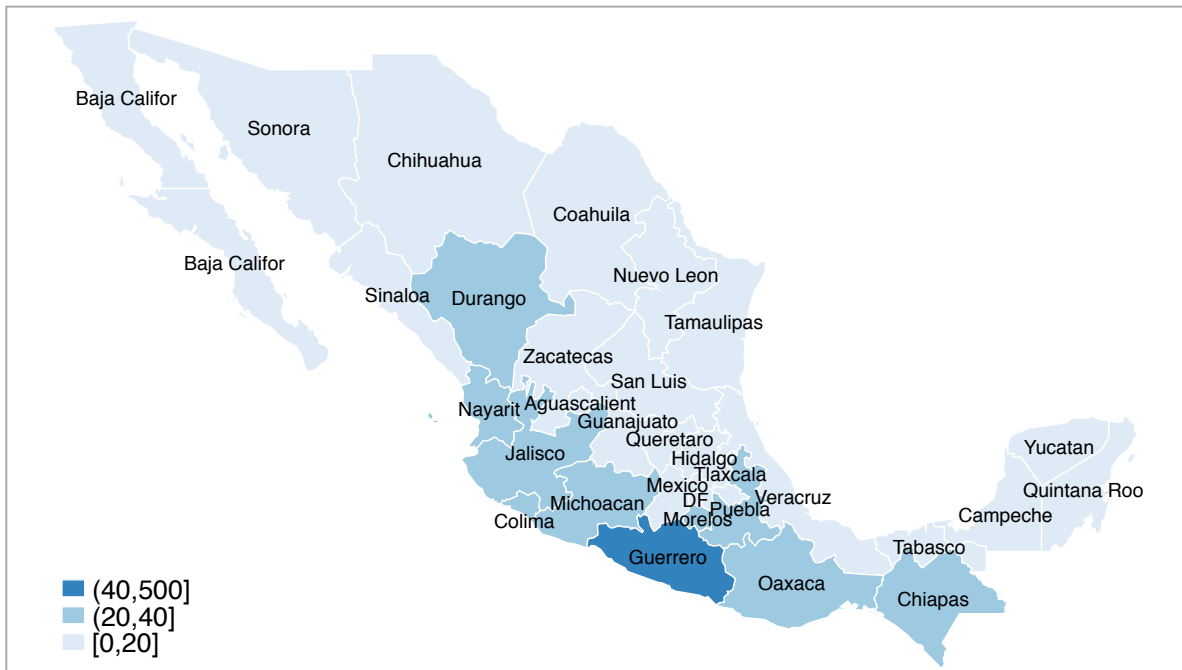 Baja Califor
Sonora
Chihuahua
Coahuila
Baja Califor
Nuevo Leon
Sinaloa
Durango
Tamaulipas
Zacatecas
San Luis
Nayarit
Aguascalient
Guanajuato
Queretaro
Yucatan
Jalisco
Hidalgo
Tlaxcala
Mexico
Quintana Roo
Michoacan
DF
Veracruz
Puebla
Campeche
Colima
Morelos
Tabasco
Guerrero
Oaxaca
Chiapas
(40,500]
(20,40]
[0,20]